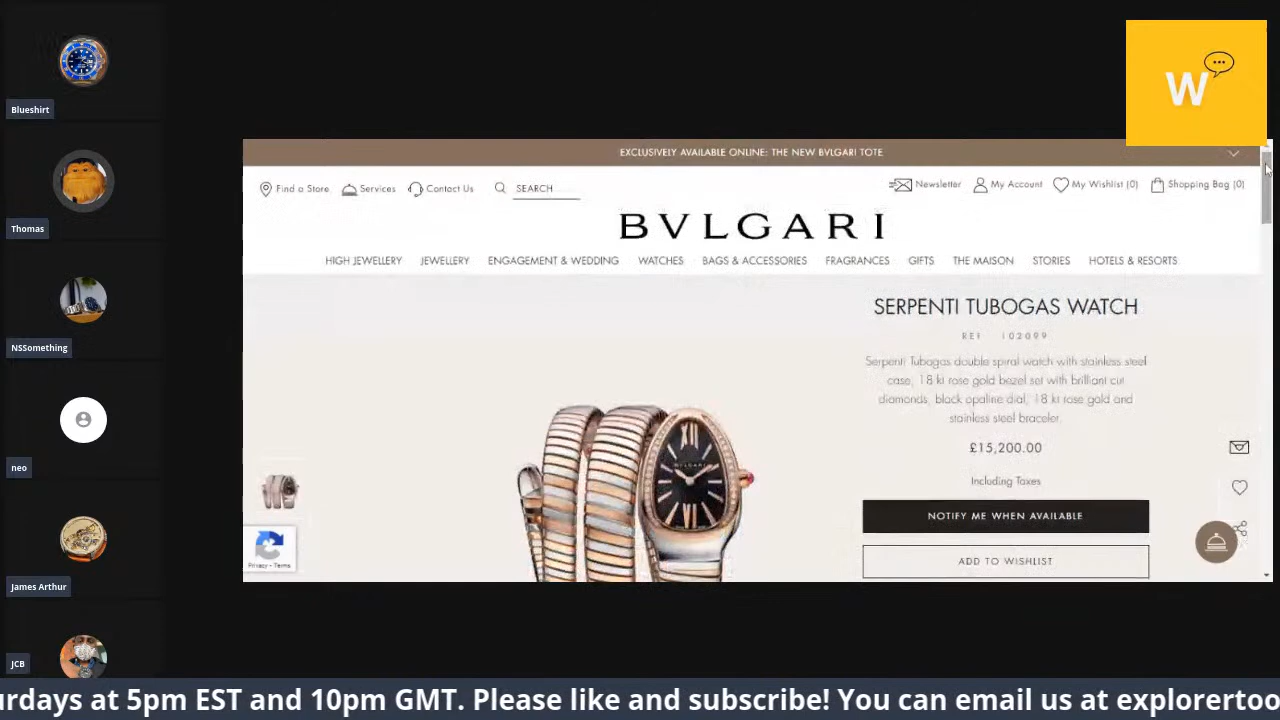 Blueshirt
Thomas
NSSomething
neo
James Arthur
JCB
W
EXCLUSIVELY AVAILABLE ONLINE: THE NEW BVLGARI TOTE
Find a Store Services Contact Us SEARCH Newsletter My Account My Wishlist (0) Shopping Bag (0)
BVLGARI
HIGH JEWELLERY JEWELLERY ENGAGEMENT & WEDDING WATCHES BAGS & ACCESSORIES FRAGRANCES GIFTS THE MAISON STORIES HOTELS & RESORTS
SERPENTI TUBOGAS WATCH
REF 102099
Serpenti Tubogas double spiral watch with stainless steel
case, 18 kt rose gold bezel set with brilliant cut
diamonds, black opaline dial, 18 kt rose gold and
stainless steel bracelet.
£15,200.00
Including Taxes
NOTIFY ME WHEN AVAILABLE
ADD TO WISHLIST
BVLGARI
Privacy - Terms
urdays at 5pm EST and 10pm GMT. Please like and subscribe! You can email us at explorertoo